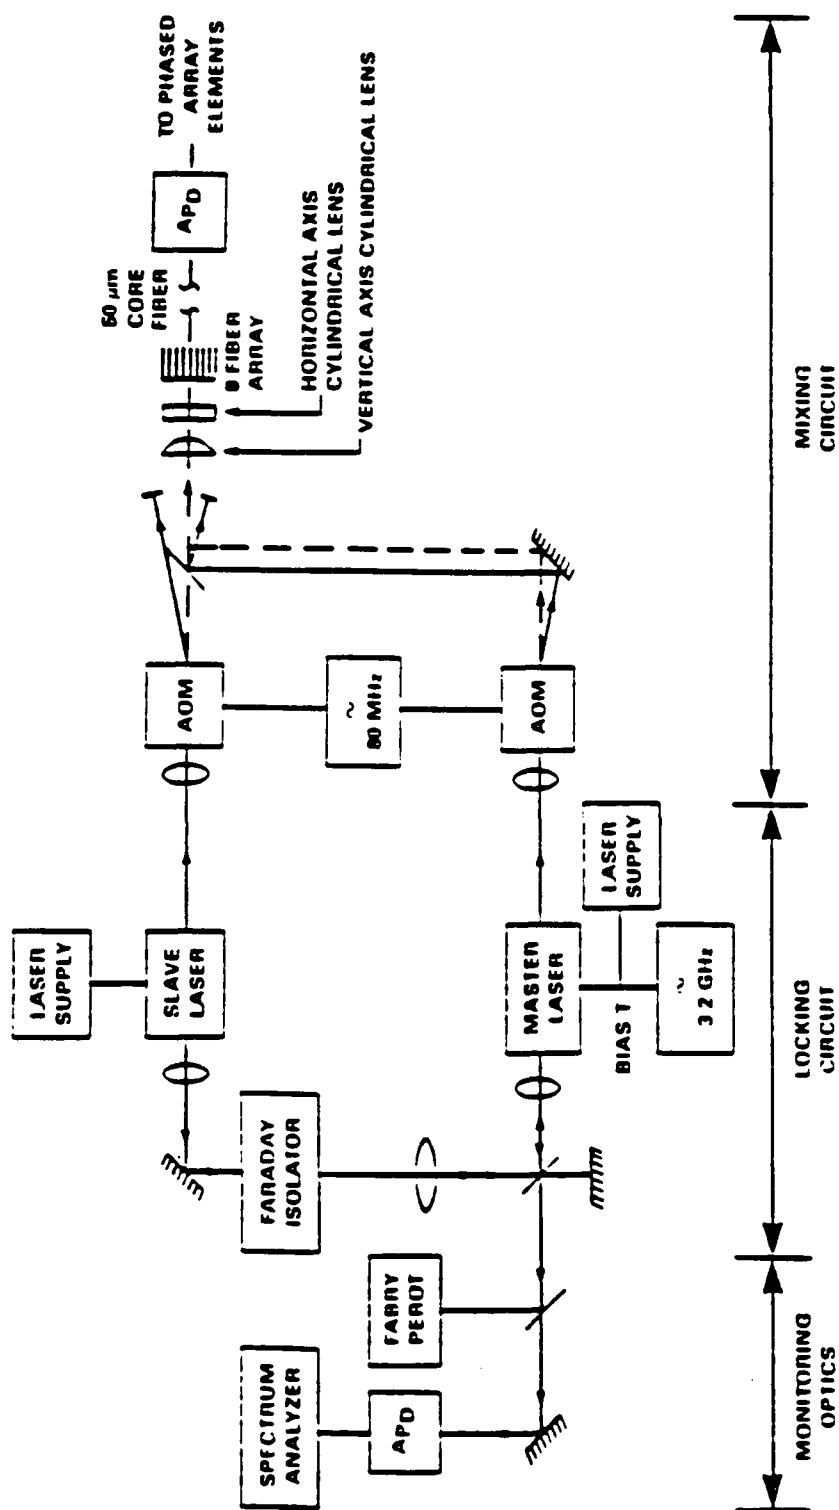 SPECTRUM
ANALYZER
APD
FABRY
PEROT
FARADAY
ISOLATOR
LASER
SUPPLY
SLAVE
LASER
MASTER
LASER
BIAS T
LASER
SUPPLY
~
3.2 GHz
AOM
~
80 MHz
AOM
8 FIBER
ARRAY
60 µm
CORE
FIBER
APD
TO PHASED
ARRAY
ELEMENTS
HORIZONTAL AXIS
CYLINDRICAL LENS
VERTICAL AXIS CYLINDRICAL LENS
MONITORING
OPTICS
LOCKING
CIRCUIT
MIXING
CIRCUIT